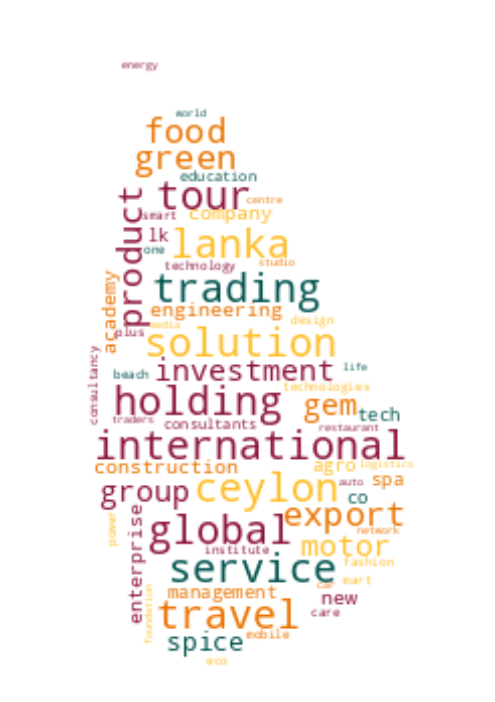 energy
world
food
green
education
tour centre
product
smart company
lk
one lanka
technology studio
trading
academy
engineering
plus media design
solution
consultancy
beach investment life
technologies
holding gem tech
traders consultants restaurant
international
construction agro logistics
group ceylon auto spa
co
power enterprise global export
network
institute motor
service fashion
car mart
foundation management new
travel care
spice mobile
eco